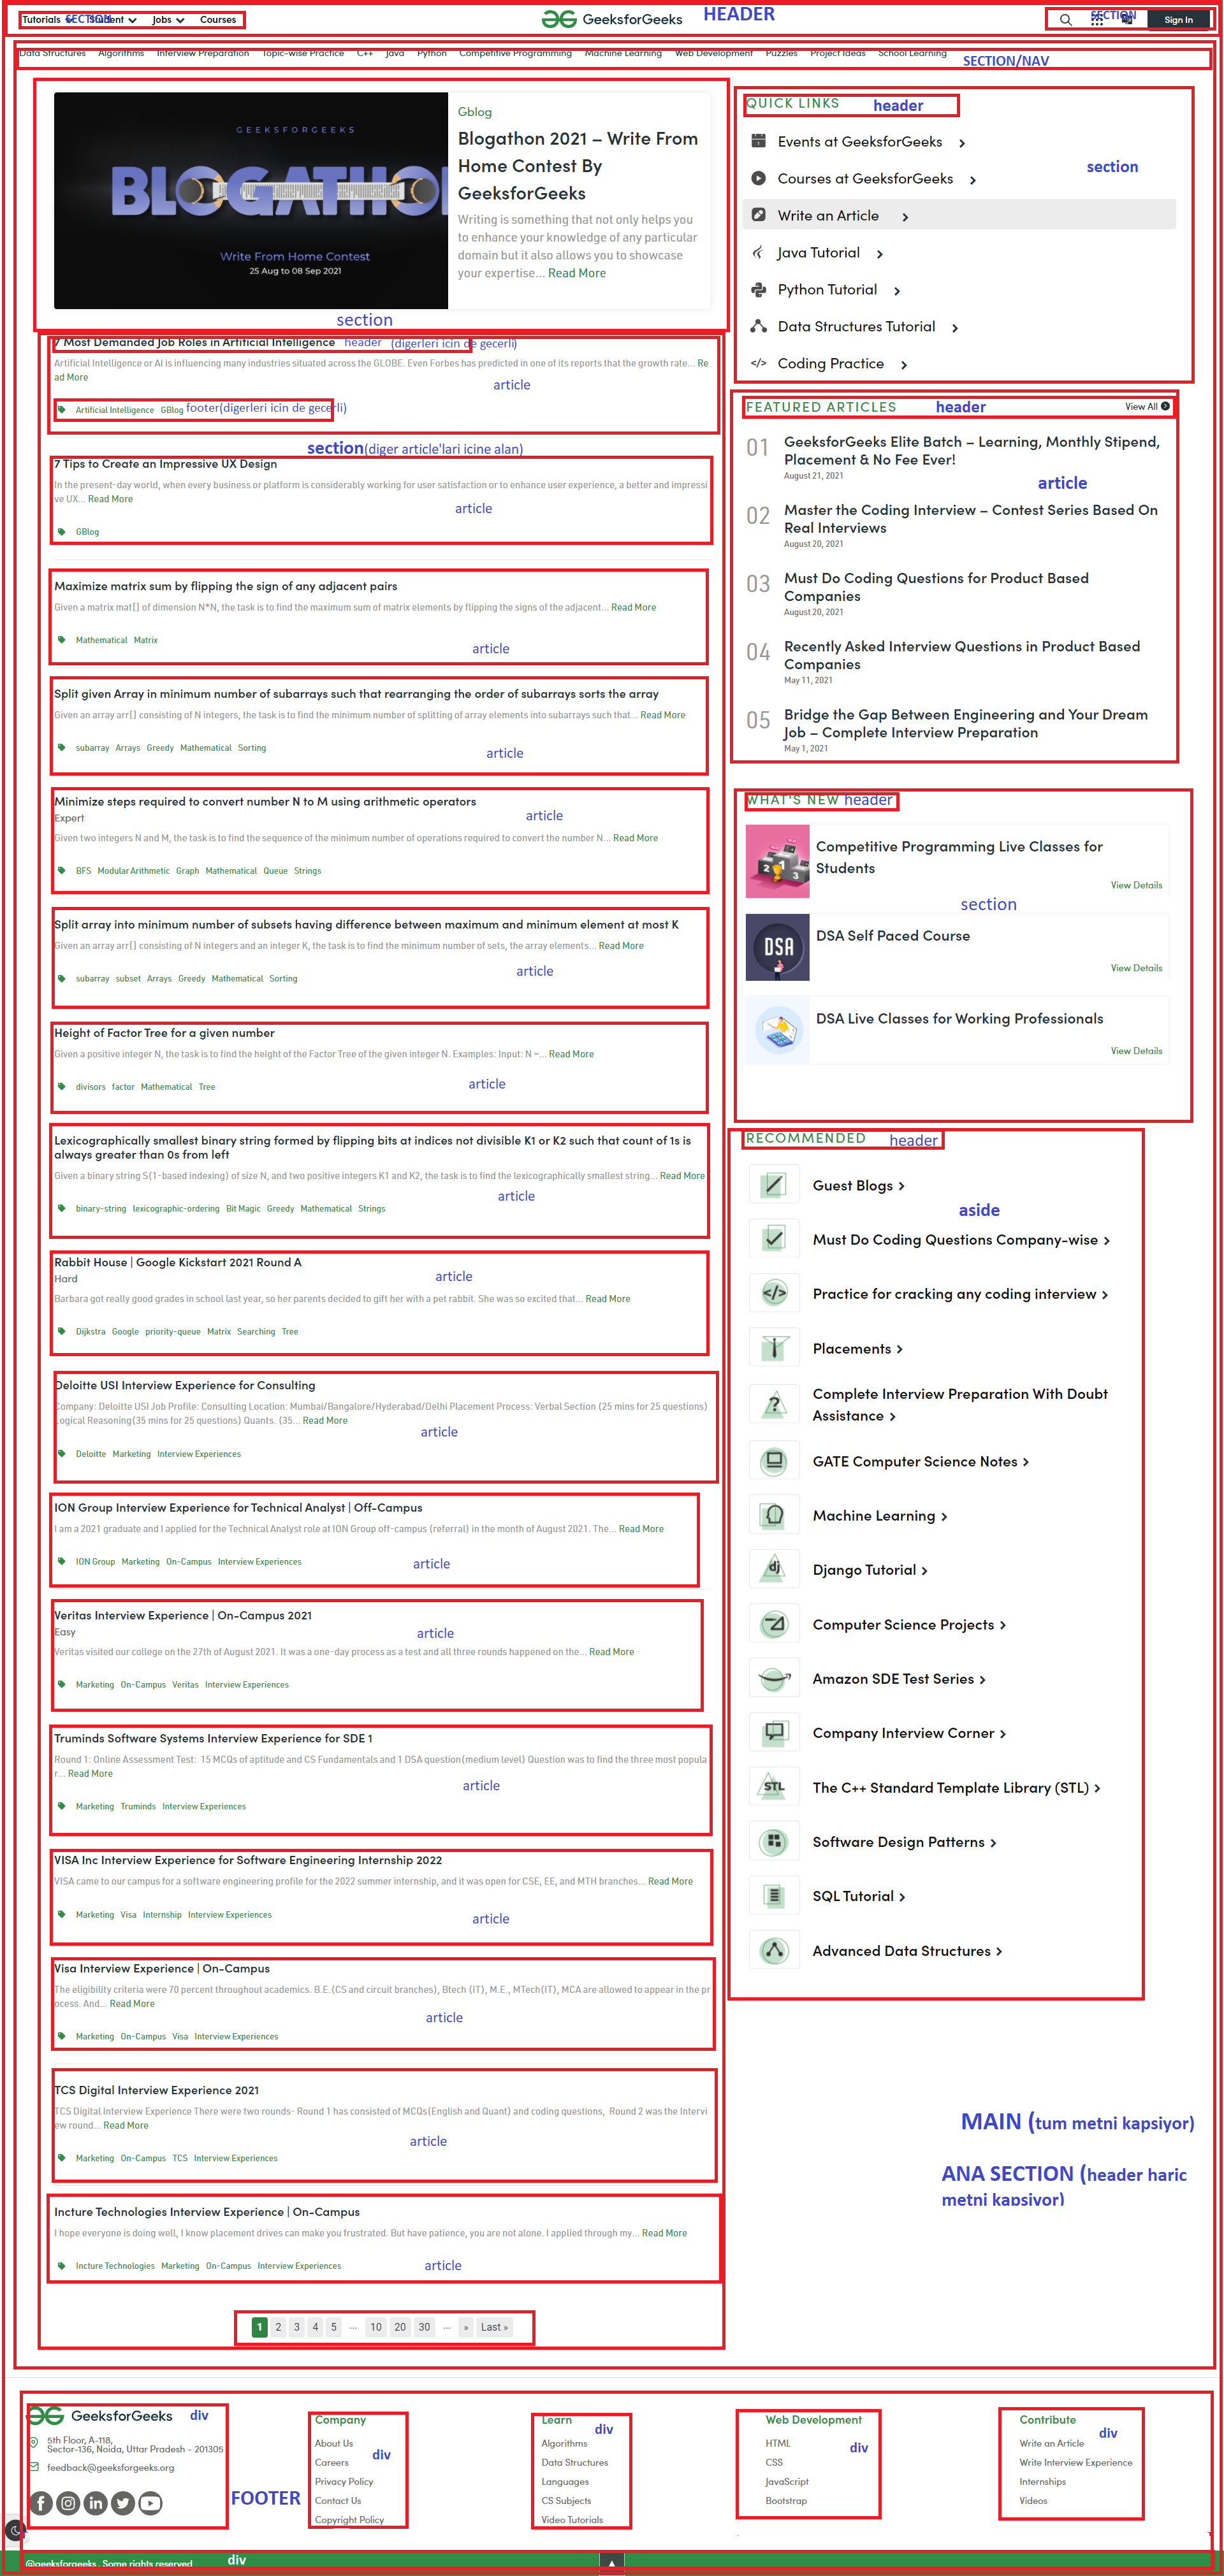 Tutorials Student Jobs Courses
SECTION
GeeksforGeeks
HEADER
SECTION
Sign In
Data Structures Algorithms Interview Preparation Topic-wise Practice C++ Java Python Competitive Programming Machine Learning Web Development Puzzles Project Ideas School Learning
SECTION/NAV
GEEKSFORGEEKS
BLOGATHON
Write From Home Contest
25 Aug to 08 Sep 2021
Gblog
Blogathon 2021 – Write From
Home Contest By
GeeksforGeeks
Writing is something that not only helps you
to enhance your knowledge of any particular
domain but it also allows you to showcase
your expertise... Read More
section
7 Most Demanded Job Roles in Artificial Intelligence header (digerleri icin de gecerli)
Artificial Intelligence or AI is influencing many industries situated across the GLOBE. Even Forbes has predicted in one of its reports that the growth rate... Re
ad More
article
Artificial Intelligence GBlog footer(digerleri icin de gecerli)
section(diger article'lari icine alan)
7 Tips to Create an Impressive UX Design
In the present-day world, when every business or platform is considerably working for user satisfaction or to enhance user experience, a better and impressi
ve UX... Read More
article
GBlog
Maximize matrix sum by flipping the sign of any adjacent pairs
Given a matrix mat[] of dimension N*N, the task is to find the maximum sum of matrix elements by flipping the signs of the adjacent... Read More
Mathematical Matrix
article
Split given Array in minimum number of subarrays such that rearranging the order of subarrays sorts the array
Given an array arr[] consisting of N integers, the task is to find the minimum number of splitting of array elements into subarrays such that... Read More
subarray Arrays Greedy Mathematical Sorting
article
Minimize steps required to convert number N to M using arithmetic operators
Expert
article
Given two integers N and M, the task is to find the sequence of the minimum number of operations required to convert the number N... Read More
BFS Modular Arithmetic Graph Mathematical Queue Strings
Split array into minimum number of subsets having difference between maximum and minimum element at most K
Given an array arr[] consisting of N integers and an integer K, the task is to find the minimum number of sets, the array elements... Read More
subarray subset Arrays Greedy Mathematical Sorting
article
Height of Factor Tree for a given number
Given a positive integer N, the task is to find the height of the Factor Tree of the given integer N. Examples: Input: N =... Read More
divisors factor Mathematical Tree
article
Lexicographically smallest binary string formed by flipping bits at indices not divisible K1 or K2 such that count of 1s is
always greater than 0s from left
Given a binary string S(1-based indexing) of size N, and two positive integers K1 and K2, the task is to find the lexicographically smallest string... Read More
article
binary-string lexicographic-ordering Bit Magic Greedy Mathematical Strings
Rabbit House | Google Kickstart 2021 Round A
Hard
article
Barbara got really good grades in school last year, so her parents decided to gift her with a pet rabbit. She was so excited that... Read More
Dijkstra Google priority-queue Matrix Searching Tree
Deloitte USI Interview Experience for Consulting
Company: Deloitte USI Job Profile: Consulting Location: Mumbai/Bangalore/Hyderabad/Delhi Placement Process: Verbal Section (25 mins for 25 questions)
Logical Reasoning(35 mins for 25 questions) Quants. (35... Read More
article
Deloitte Marketing Interview Experiences
ION Group Interview Experience for Technical Analyst | Off-Campus
I am a 2021 graduate and I applied for the Technical Analyst role at ION Group off-campus (referral) in the month of August 2021. The... Read More
ION Group Marketing On-Campus Interview Experiences
article
Veritas Interview Experience | On-Campus 2021
Easy
article
Veritas visited our college on the 27th of August 2021. It was a one-day process as a test and all three rounds happened on the... Read More
Marketing On-Campus Veritas Interview Experiences
Truminds Software Systems Interview Experience for SDE 1
Round 1: Online Assessment Test: 15 MCQs of aptitude and CS Fundamentals and 1 DSA question(medium level) Question was to find the three most popula
r... Read More
article
Marketing Truminds Interview Experiences
VISA Inc Interview Experience for Software Engineering Internship 2022
VISA came to our campus for a software engineering profile for the 2022 summer internship, and it was open for CSE, EE, and MTH branches... Read More
Marketing Visa Internship Interview Experiences
article
Visa Interview Experience | On-Campus
The eligibility criteria were 70 percent throughout academics. B.E.(CS and circuit branches), Btech (IT), M.E., MTech(IT), MCA are allowed to appear in the pr
ocess. And... Read More
article
Marketing On-Campus Visa Interview Experiences
TCS Digital Interview Experience 2021
TCS Digital Interview Experience There were two rounds- Round 1 has consisted of MCQs(English and Quant) and coding questions, Round 2 was the Intervi
ew round... Read More
article
Marketing On-Campus TCS Interview Experiences
Incture Technologies Interview Experience | On-Campus
I hope everyone is doing well, I know placement drives can make you frustrated. But have patience, you are not alone. I applied through my... Read More
Incture Technologies Marketing On-Campus Interview Experiences
article
1 2 3 4 5 ... 10 20 30 ... » Last »
QUICK LINKS header
Events at GeeksforGeeks
section
Courses at GeeksforGeeks
Write an Article
Java Tutorial
Python Tutorial
Data Structures Tutorial
</> Coding Practice
FEATURED ARTICLES header View All
01 GeeksforGeeks Elite Batch – Learning, Monthly Stipend,
Placement & No Fee Ever!
August 21, 2021
article
02 Master the Coding Interview – Contest Series Based On
Real Interviews
August 20, 2021
03 Must Do Coding Questions for Product Based
Companies
August 20, 2021
04 Recently Asked Interview Questions in Product Based
Companies
May 11, 2021
05 Bridge the Gap Between Engineering and Your Dream
Job – Complete Interview Preparation
May 1, 2021
WHAT'S NEW header
2 1 3
Competitive Programming Live Classes for
Students
View Details
section
DSA
DSA Self Paced Course
View Details
DSA Live Classes for Working Professionals
View Details
RECOMMENDED header
Guest Blogs
aside
Must Do Coding Questions Company-wise
</> Practice for cracking any coding interview
Placements
? Complete Interview Preparation With Doubt
Assistance
GATE Computer Science Notes
Machine Learning
dj Django Tutorial
Computer Science Projects
Amazon SDE Test Series
Company Interview Corner
STL The C++ Standard Template Library (STL)
Software Design Patterns
SQL Tutorial
Advanced Data Structures
MAIN (tum metni kapsiyor)
ANA SECTION (header haric
metni kapsiyor)
GeeksforGeeks div
5th Floor, A-118,
Sector-136, Noida, Uttar Pradesh - 201305
feedback@geeksforgeeks.org
FOOTER
Company
About Us
Careers
div
Privacy Policy
Contact Us
Copyright Policy
Learn
div
Algorithms
Data Structures
Languages
CS Subjects
Video Tutorials
Web Development
HTML
div
CSS
JavaScript
Bootstrap
Contribute
div
Write an Article
Write Interview Experience
Internships
Videos
@geeksforgeeks , Some rights reserved div